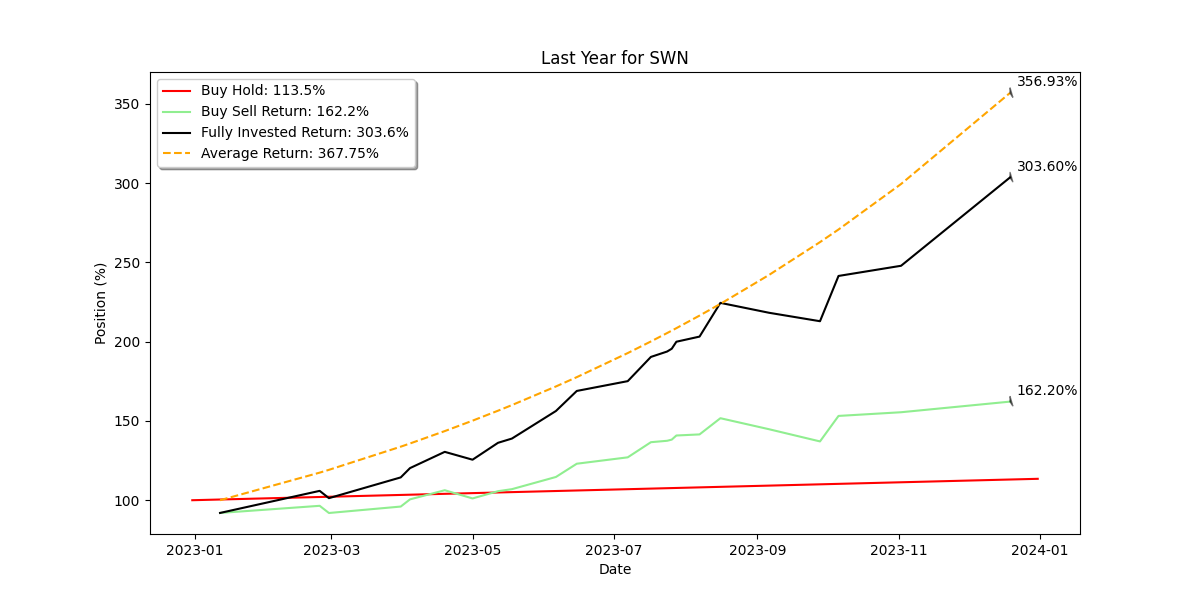 Last Year for SWN
Buy Hold: 113.5%
Buy Sell Return: 162.2%
Fully Invested Return: 303.6%
Average Return: 367.75%
356.93%
303.60%
162.20%
Position (%)
350
300
250
200
150
100
2023-01 2023-03 2023-05 2023-07 2023-09 2023-11 2024-01
Date